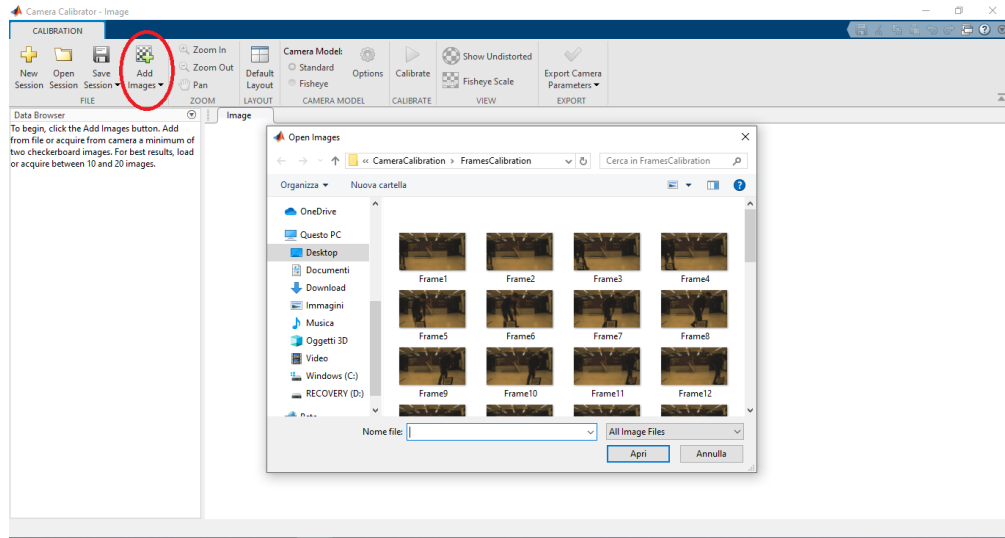 Camera Calibrator - Image
CALIBRATION
New Session
Open Session
Save Session
Add Images
FILE
Zoom In
Zoom Out
Pan
ZOOM
Default Layout
LAYOUT
Camera Model:
Standard
Fisheye
Options
CAMERA MODEL
Calibrate
CALIBRATE
Show Undistorted
Fisheye Scale
VIEW
Export Camera
Parameters
EXPORT
Data Browser
To begin, click the Add Images button. Add
from file or acquire from camera a minimum of
two checkerboard images. For best results, load
or acquire between 10 and 20 images.
Image
Open Images
« CameraCalibration › FramesCalibration
Cerca in FramesCalibration
Organizza
Nuova cartella
OneDrive
Questo PC
Desktop
Documenti
Download
Immagini
Musica
Oggetti 3D
Video
Windows (C:)
RECOVERY (D:)
Frame1 Frame2 Frame3 Frame4
Frame5 Frame6 Frame7 Frame8
Frame9 Frame10 Frame11 Frame12
Nome file:
All Image Files
Apri
Annulla